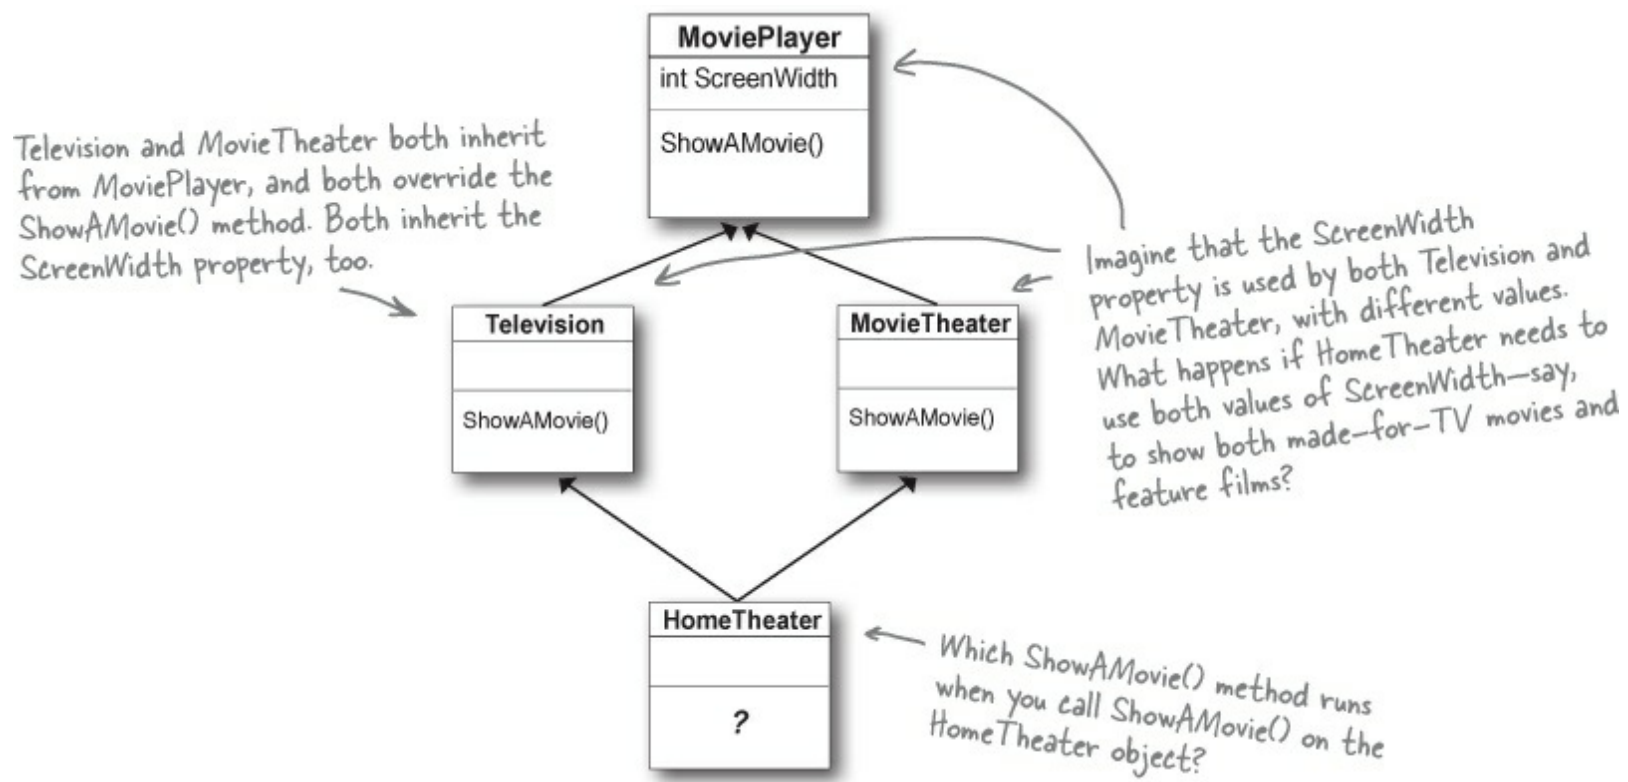 MoviePlayer
int ScreenWidth
ShowAMovie()
Television and MovieTheater both inherit
from MoviePlayer, and both override the
ShowAMovie() method. Both inherit the
ScreenWidth property, too.
Imagine that the ScreenWidth
property is used by both Television and
MovieTheater, with different values.
What happens if HomeTheater needs to
use both values of ScreenWidth—say,
to show both made-for-TV movies and
feature films?
Television
ShowAMovie()
MovieTheater
ShowAMovie()
HomeTheater
?
Which ShowAMovie() method runs
when you call ShowAMovie() on the
HomeTheater object?